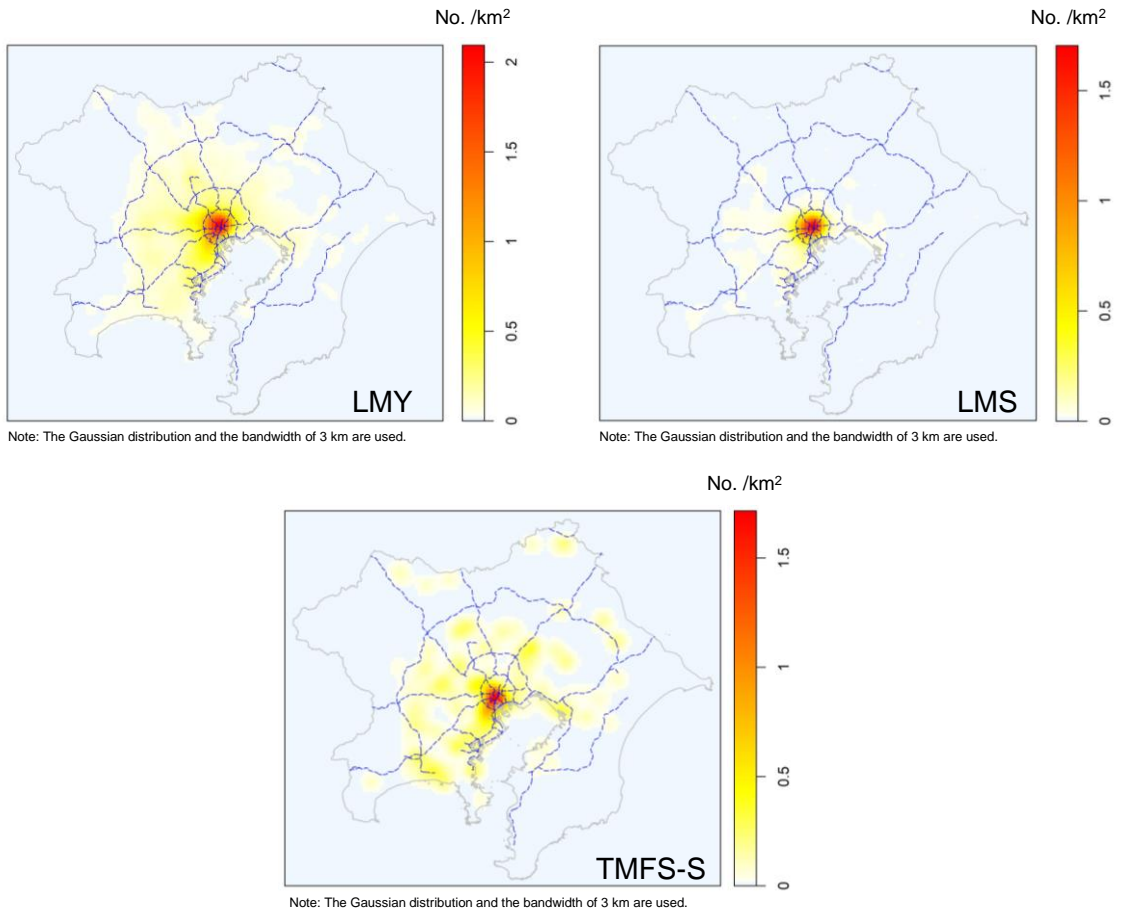 No. /km²
2
1.5
1
0.5
0
LMY
Note: The Gaussian distribution and the bandwidth of 3 km are used.
No. /km²
1.5
1
0.5
0
LMS
Note: The Gaussian distribution and the bandwidth of 3 km are used.
No. /km²
1.5
1
0.5
0
TMFS-S
Note: The Gaussian distribution and the bandwidth of 3 km are used.